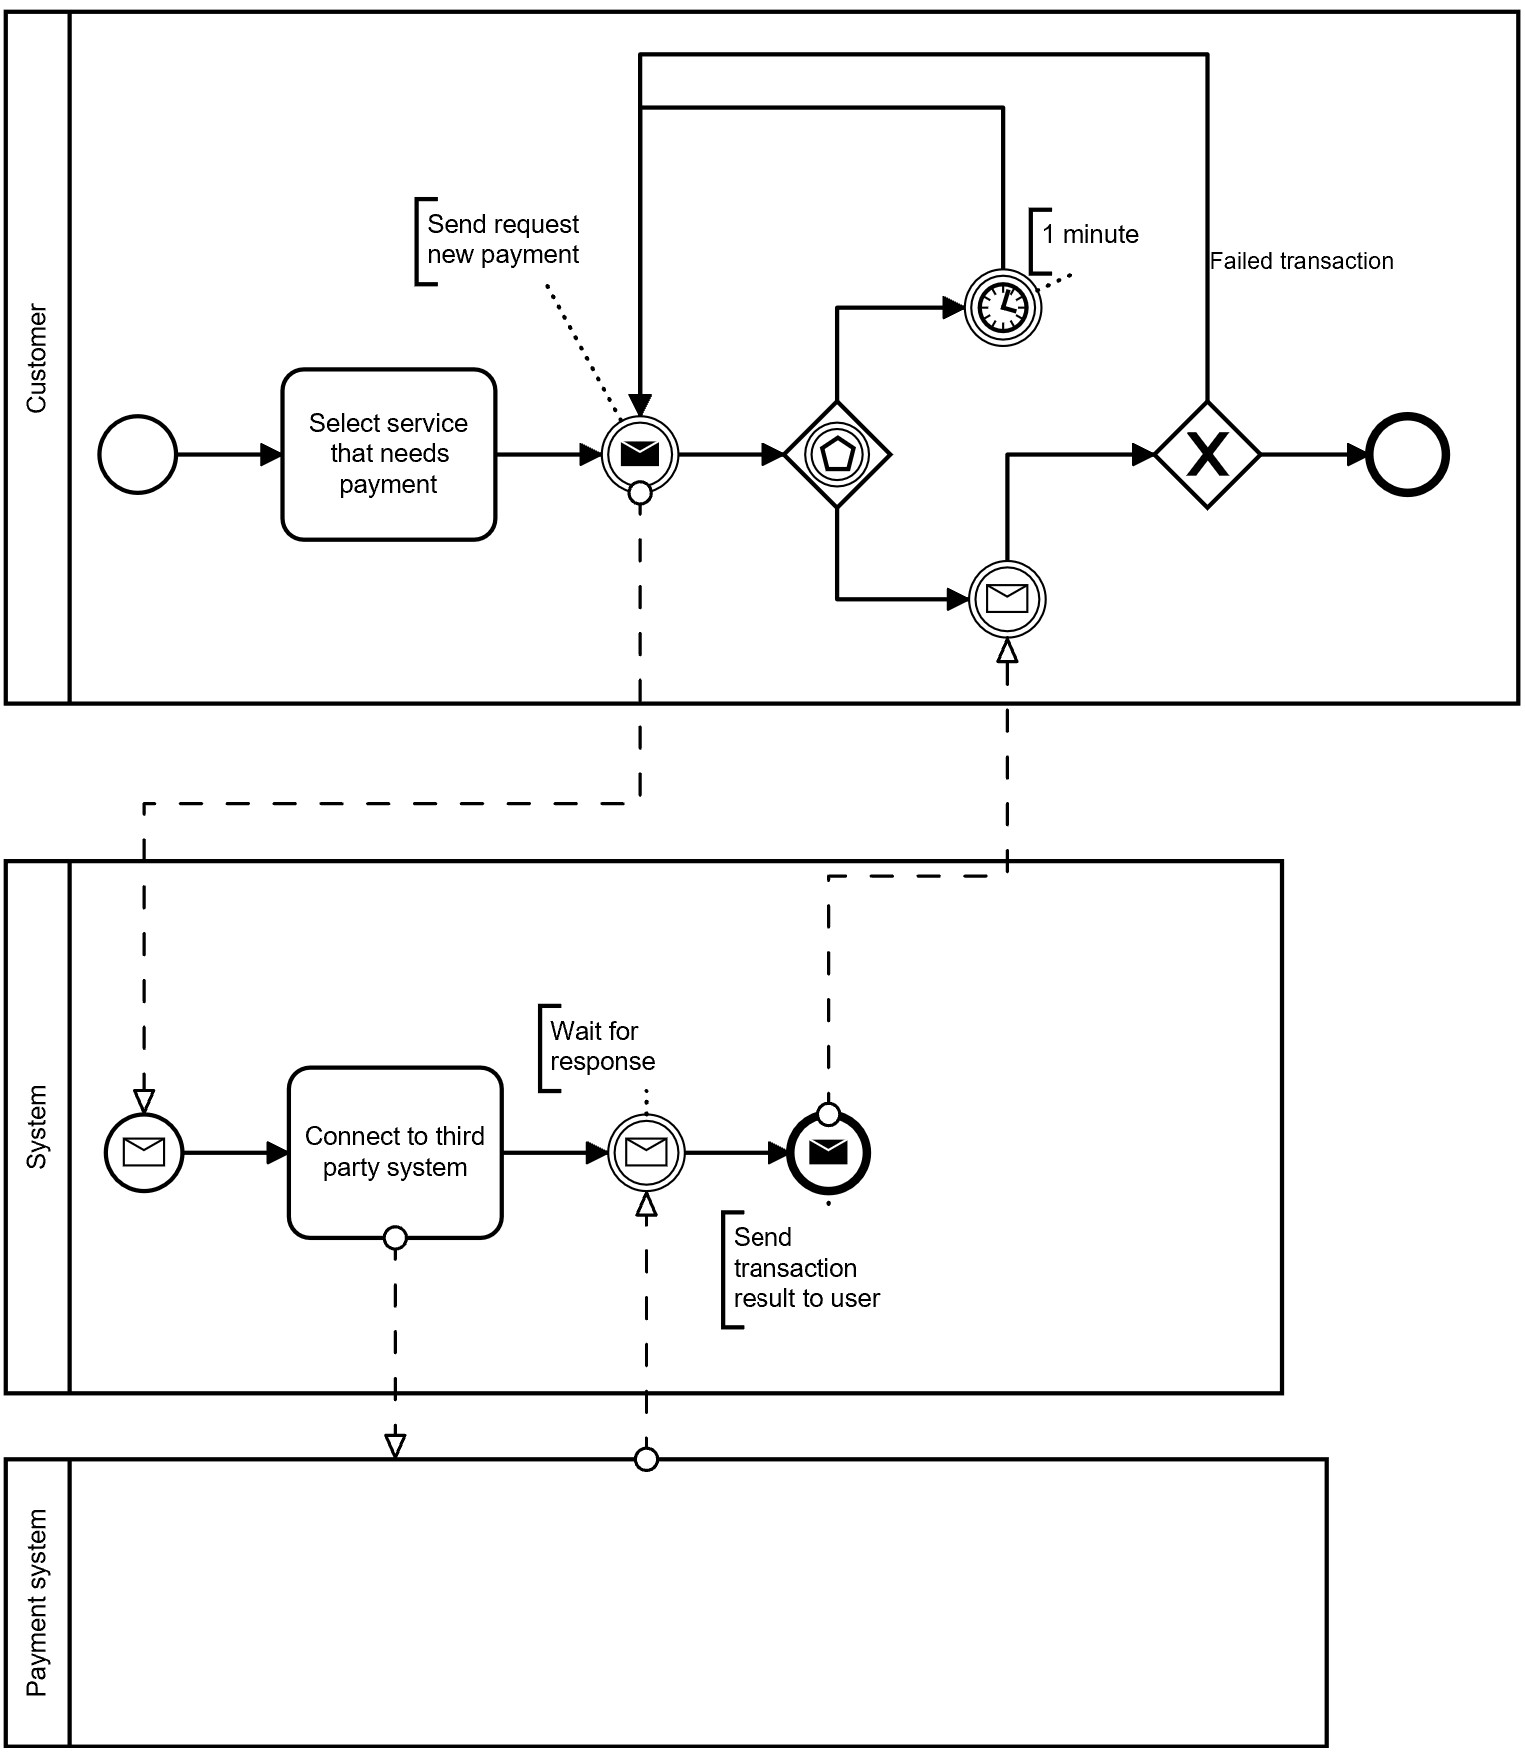 Customer
Send request
new payment
1 minute
Failed transaction
Select service
that needs
payment
System
Wait for
response
Connect to third
party system
Send
transaction
result to user
Payment system